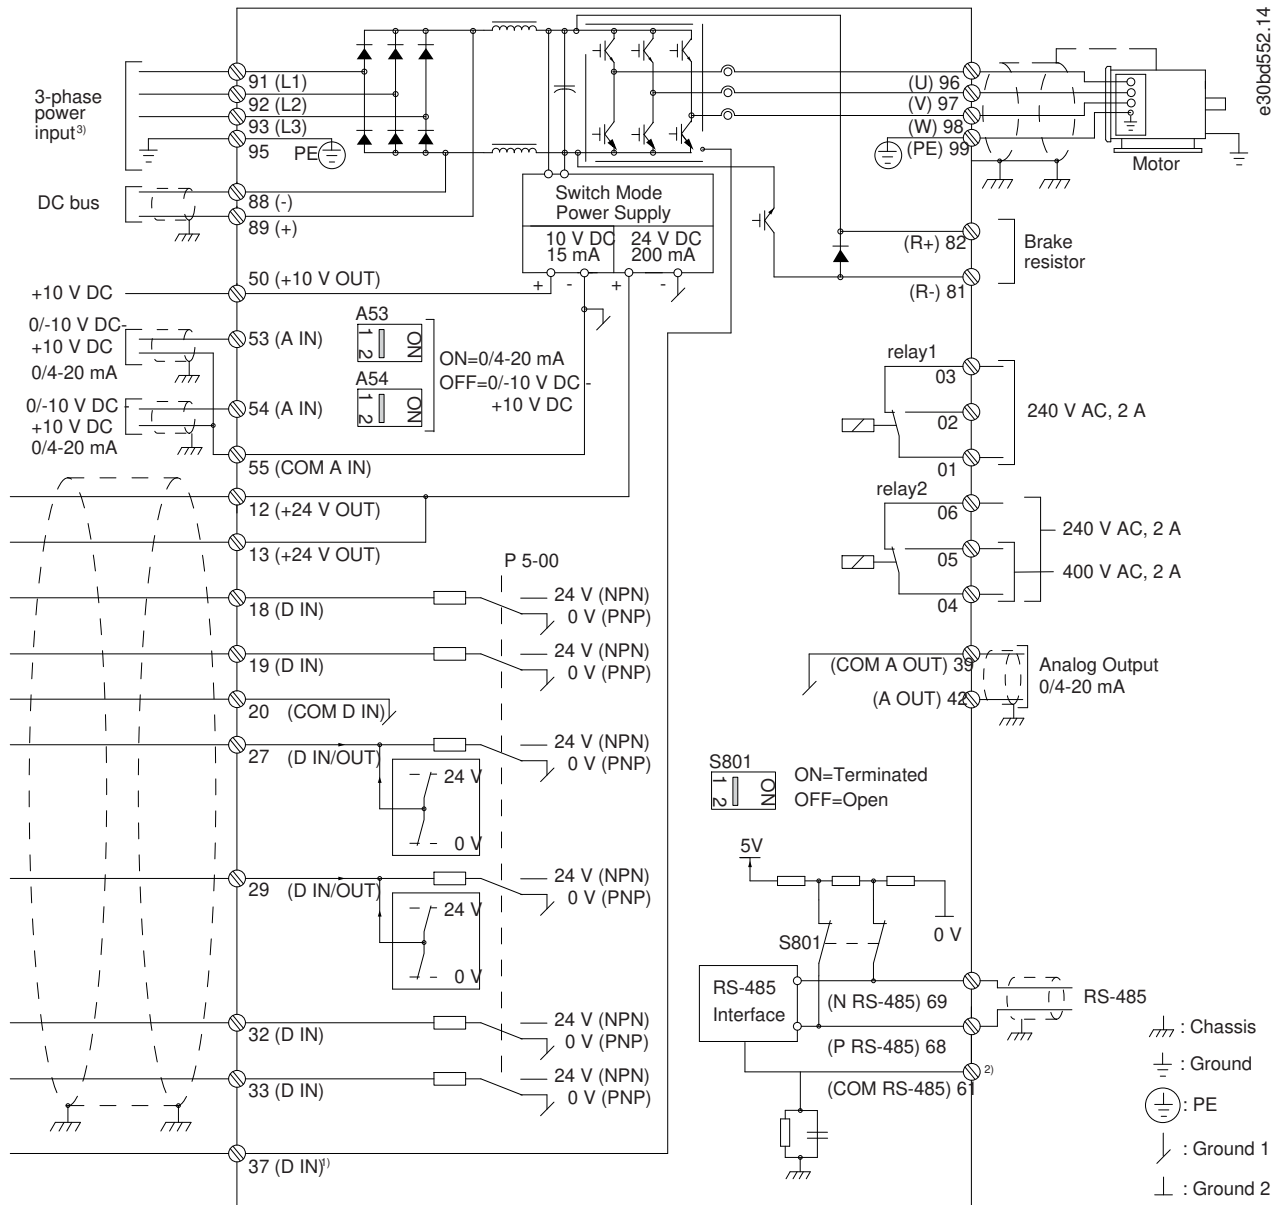 e30bd552.14
3-phase
power
input3)
91 (L1)
92 (L2)
93 (L3)
95
PE
DC bus
88 (-)
89 (+)
+10 V DC
50 (+10 V OUT)
0/-10 V DC-
+10 V DC
0/4-20 mA
53 (A IN)
0/-10 V DC -
+10 V DC
0/4-20 mA
54 (A IN)
55 (COM A IN)
12 (+24 V OUT)
13 (+24 V OUT)
18 (D IN)
19 (D IN)
20 (COM D IN)
27 (D IN/OUT)
24 V
0 V
29 (D IN/OUT)
24 V
0 V
32 (D IN)
33 (D IN)
37 (D IN)1)
A53
1
2
ON
A54
1
2
ON
ON=0/4-20 mA
OFF=0/-10 V DC -
+10 V DC
Switch Mode
Power Supply
10 V DC
15 mA
24 V DC
200 mA
+ - + -
P 5-00
24 V (NPN)
0 V (PNP)
24 V (NPN)
0 V (PNP)
24 V (NPN)
0 V (PNP)
24 V (NPN)
0 V (PNP)
24 V (NPN)
0 V (PNP)
24 V (NPN)
0 V (PNP)
(U) 96
(V) 97
(W) 98
(PE) 99
Motor
(R+) 82
(R-) 81
Brake
resistor
relay1
03
02
01
240 V AC, 2 A
relay2
06
05
04
240 V AC, 2 A
400 V AC, 2 A
(COM A OUT) 39
(A OUT) 42
Analog Output
0/4-20 mA
S801
1
2
ON
ON=Terminated
OFF=Open
5V
0 V
S801
RS-485
Interface
(N RS-485) 69
(P RS-485) 68
(COM RS-485) 61
2)
RS-485
: Chassis
: Ground
: PE
: Ground 1
: Ground 2